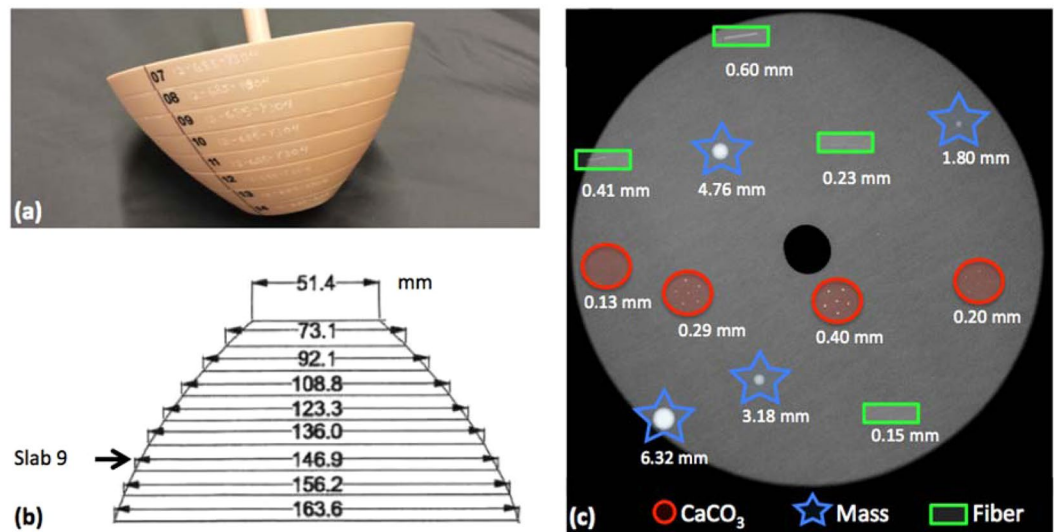 07
08
09
10
11
12
13
14
(a)
51.4 mm
73.1
92.1
108.8
123.3
136.0
Slab 9 146.9
156.2
163.6
(b)
0.60 mm
1.80 mm
4.76 mm
0.23 mm
0.41 mm
0.13 mm
0.29 mm
0.40 mm
0.20 mm
3.18 mm
0.15 mm
6.32 mm
(c) CaCO₃ Mass Fiber